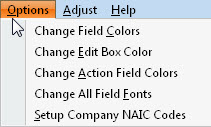 Options Adjust Help
Change Field Colors
Change Edit Box Color
Change Action Field Colors
Change All Field Fonts
Setup Company NAIC Codes